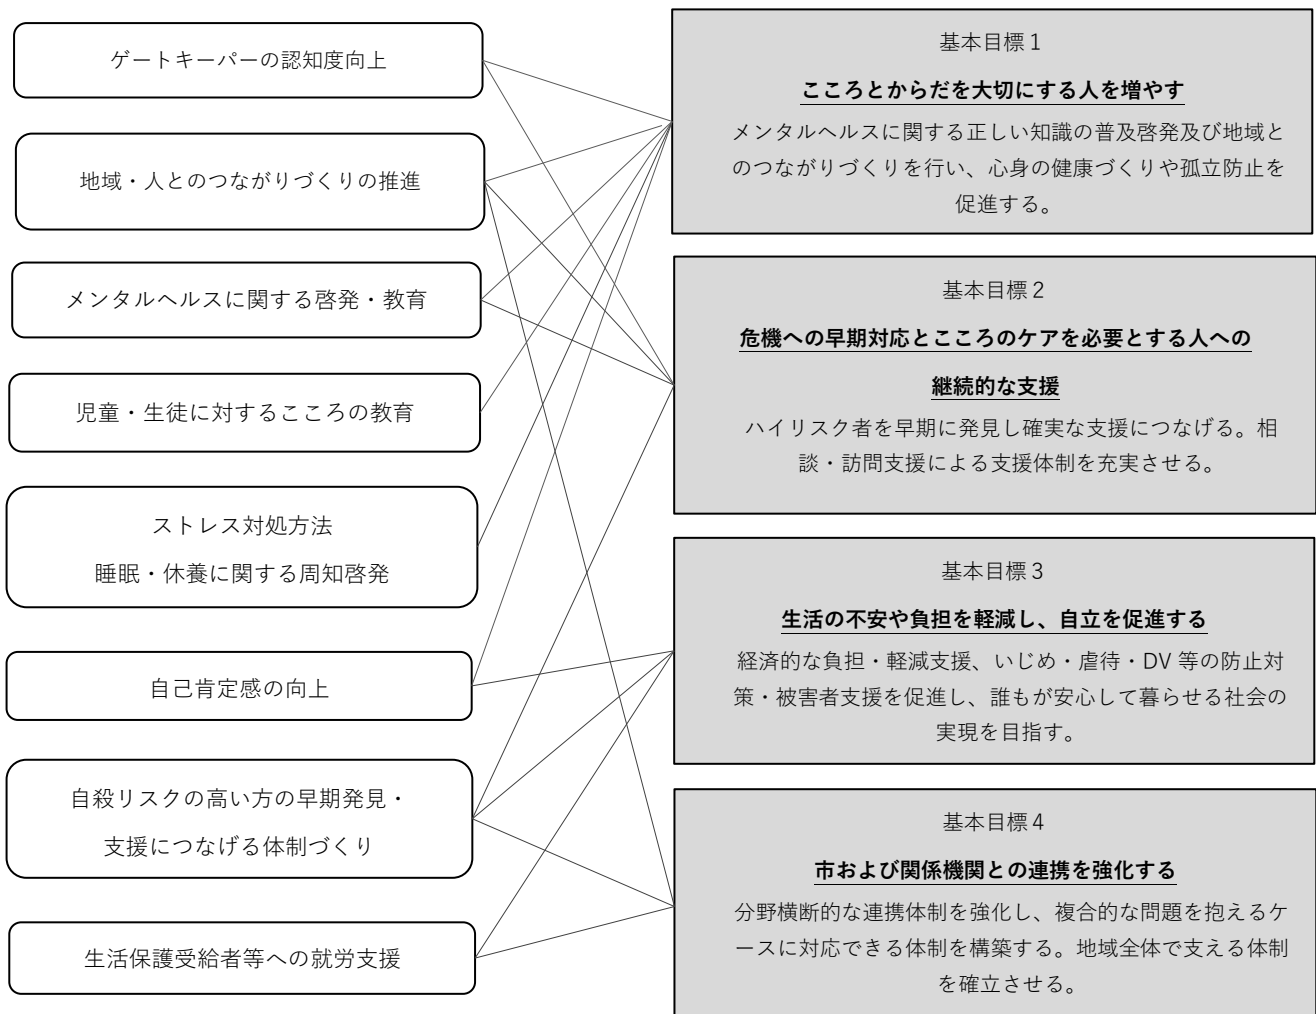 ゲートキーパーの認知度向上
地域・人とのつながりづくりの推進
メンタルヘルスに関する啓発・教育
児童・生徒に対するこころの教育
ストレス対処方法
睡眠・休養に関する周知啓発
自己肯定感の向上
自殺リスクの高い方の早期発見・
支援につなげる体制づくり
生活保護受給者等への就労支援
基本目標１
こころとからだを大切にする人を増やす
メンタルヘルスに関する正しい知識の普及啓発及び地域と
のつながりづくりを行い、心身の健康づくりや孤立防止を
促進する。
基本目標２
危機への早期対応とこころのケアを必要とする人への
継続的な支援
ハイリスク者を早期に発見し確実な支援につなげる。相
談・訪問支援による支援体制を充実させる。
基本目標３
生活の不安や負担を軽減し、自立を促進する
経済的な負担・軽減支援、いじめ・虐待・DV 等の防止対
策・被害者支援を促進し、誰もが安心して暮らせる社会の
実現を目指す。
基本目標４
市および関係機関との連携を強化する
分野横断的な連携体制を強化し、複合的な問題を抱えるケ
ースに対応できる体制を構築する。地域全体で支える体制
を確立させる。